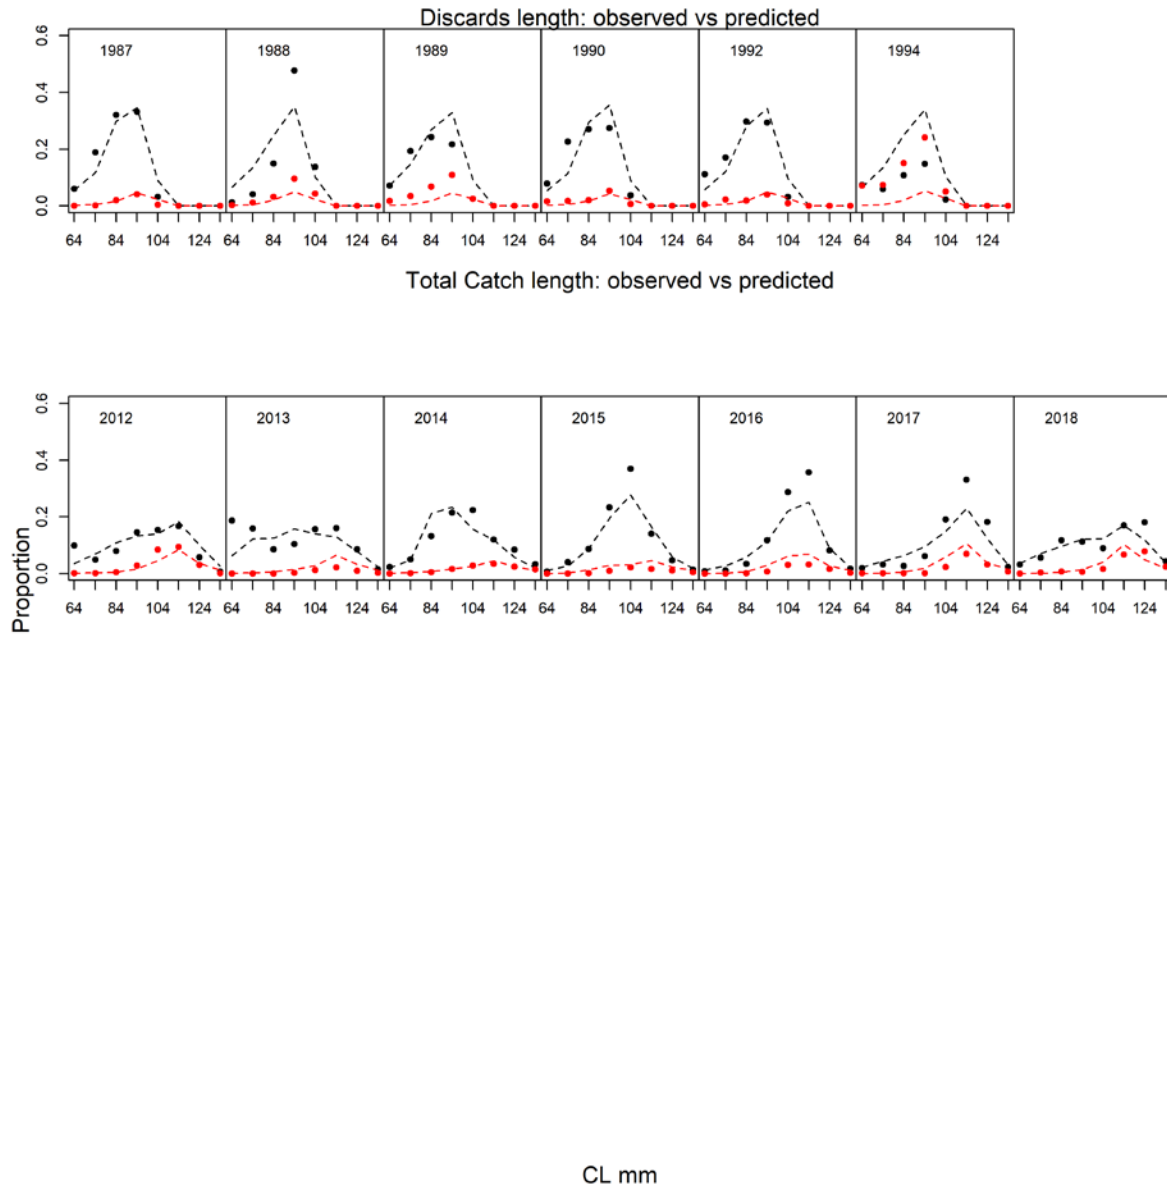 Discards length: observed vs predicted
0.0 0.2 0.4 0.6
1987 1988 1989 1990 1992 1994
64 84 104 124 64 84 104 64 84 104 64 84 104 64 84 104 64 84 104 124
Total Catch length: observed vs predicted
Proportion
0.0 0.2 0.4 0.6
2012 2013 2014 2015 2016 2017 2018
64 84 104 124 64 84 104 124 64 84 104 124 64 84 104 124 64 84 104 124 64 84 104 124 64 84 104 124
CL mm